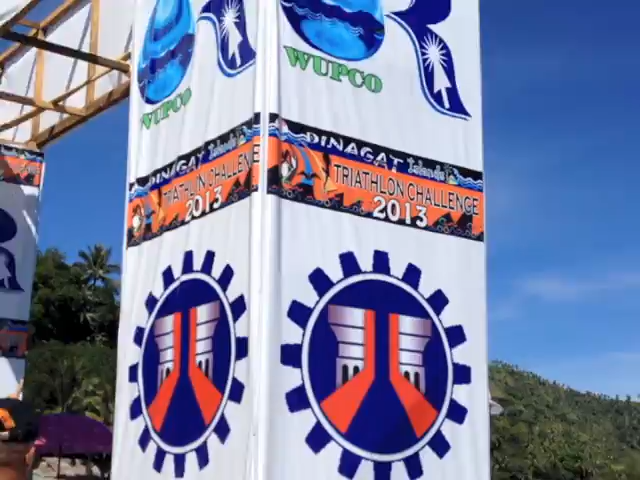 WUPCO
WUPCO
DINAGAT Islands
TRIATHLON CHALLENGE
2013
DINAGAT Islands
TRIATHLON CHALLENGE
2013